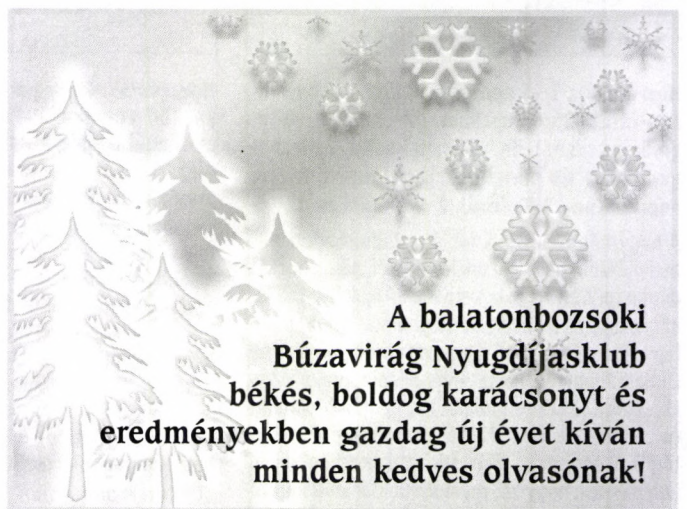 A balatonbozsoki
Búzavirág Nyugdíjasklub
békés, boldog karácsonyt és
eredményekben gazdag új évet kíván
minden kedves olvasónak!